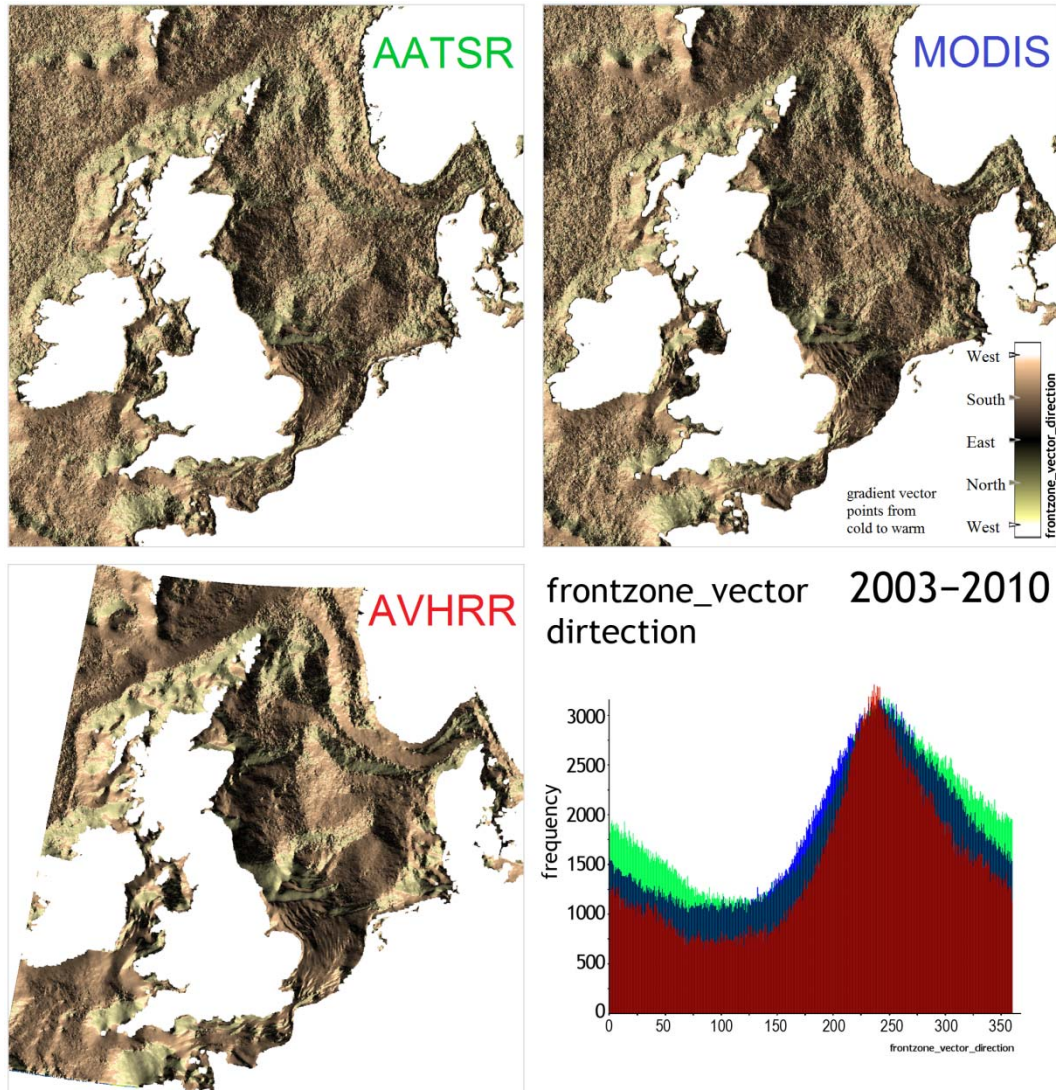 AATSR
MODIS
West
South
East
North
West
frontzone_vector_direction
gradient vector
points from
cold to warm
AVHRR
frontzone_vector 2003–2010
dirtection
frequency
3000
2500
2000
1500
1000
500
0
0 50 100 150 200 250 300 350
frontzone_vector_direction